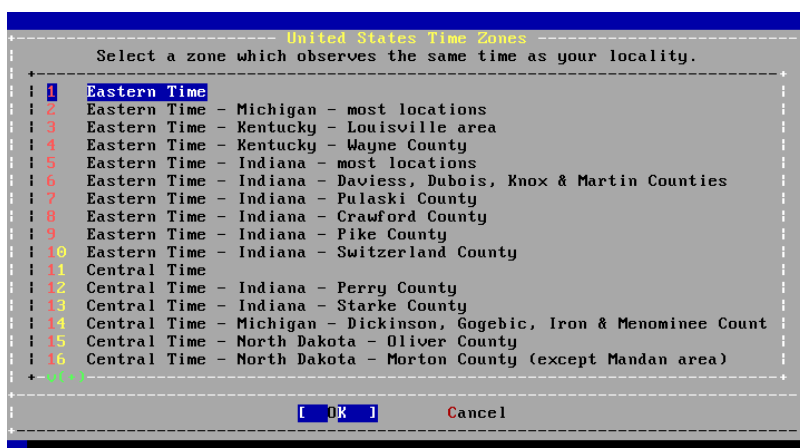 United States Time Zones
Select a zone which observes the same time as your locality.
1 Eastern Time
2 Eastern Time - Michigan - most locations
3 Eastern Time - Kentucky - Louisville area
4 Eastern Time - Kentucky - Wayne County
5 Eastern Time - Indiana - most locations
6 Eastern Time - Indiana - Daviess, Dubois, Knox & Martin Counties
7 Eastern Time - Indiana - Pulaski County
8 Eastern Time - Indiana - Crawford County
9 Eastern Time - Indiana - Pike County
10 Eastern Time - Indiana - Switzerland County
11 Central Time
12 Central Time - Indiana - Perry County
13 Central Time - Indiana - Starke County
14 Central Time - Michigan - Dickinson, Gogebic, Iron & Menominee Count
15 Central Time - North Dakota - Oliver County
16 Central Time - North Dakota - Morton County (except Mandan area)
v(+)
[ OK ] Cancel